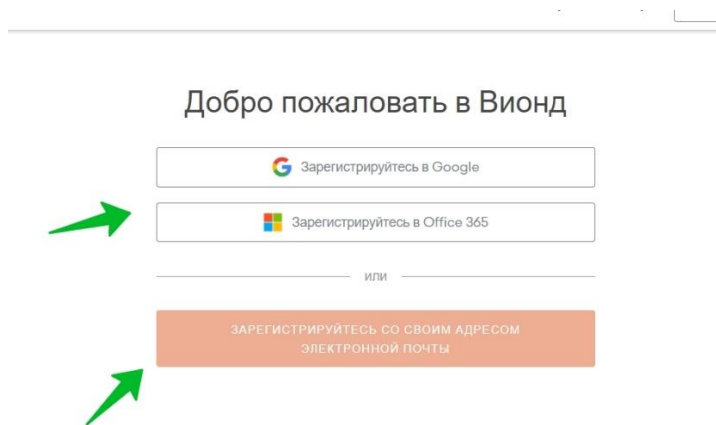 Добро пожаловать в Вионд
Зарегистрируйтесь в Google
Зарегистрируйтесь в Office 365
или
ЗАРЕГИСТРИРУЙТЕСЬ СО СВОИМ АДРЕСОМ
ЭЛЕКТРОННОЙ ПОЧТЫ